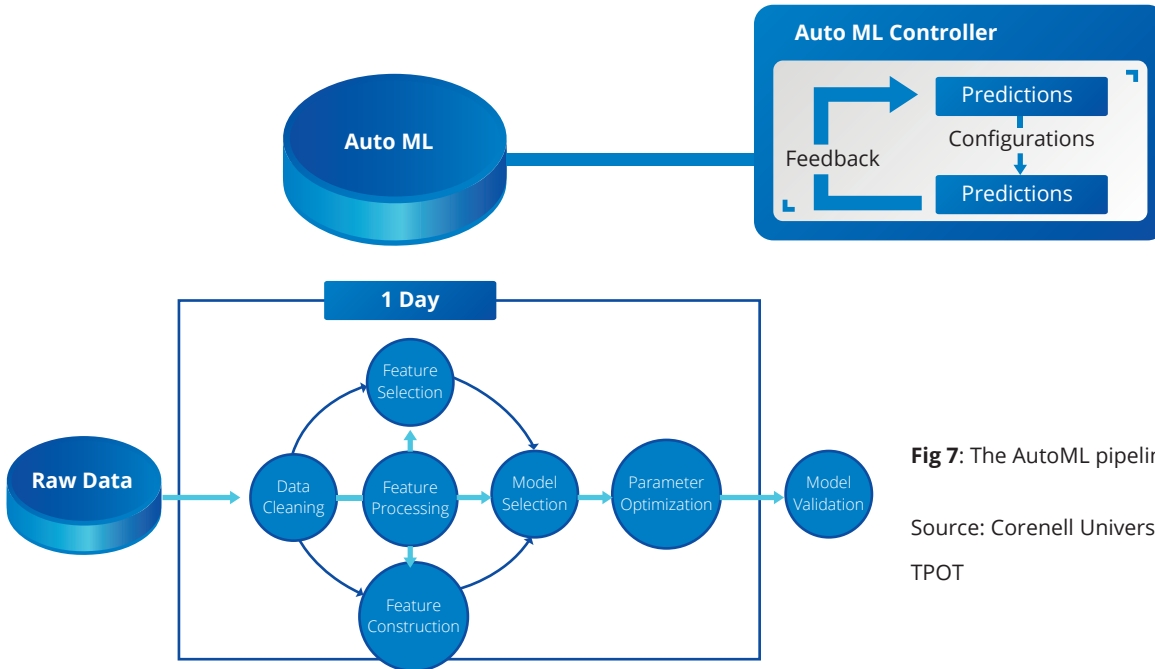 Auto ML Controller
Predictions
Configurations
Feedback
Predictions
Auto ML
1 Day
Feature
Selection
Raw Data
Data
Cleaning
Feature
Processing
Model
Selection
Parameter
Optimization
Model
Validation
Feature
Construction
Fig 7: The AutoML pipelin
Source: Corenell Univers
TPOT